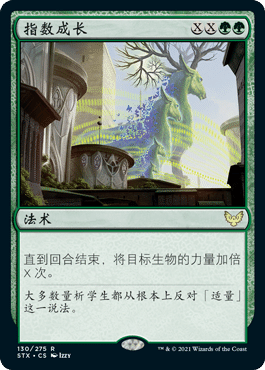 指数成长 XX
法术
直到回合结束，将目标生物的力量加倍
X 次。
大多数量析学生都从根本上反对「适量」
这一说法。
130/275 R
STX • CS Izzy
™ & © 2021 Wizards of the Coast